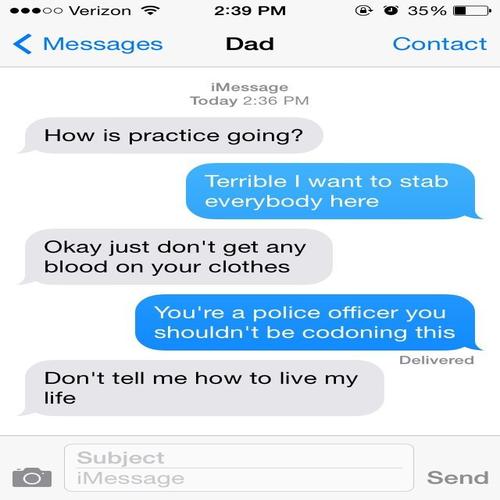 Verizon 2:39 PM 35%
Messages Dad Contact
iMessage
Today 2:36 PM
How is practice going?
Terrible I want to stab
everybody here
Okay just don't get any
blood on your clothes
You're a police officer you
shouldn't be codoning this
Delivered
Don't tell me how to live my
life
Subject
iMessage Send